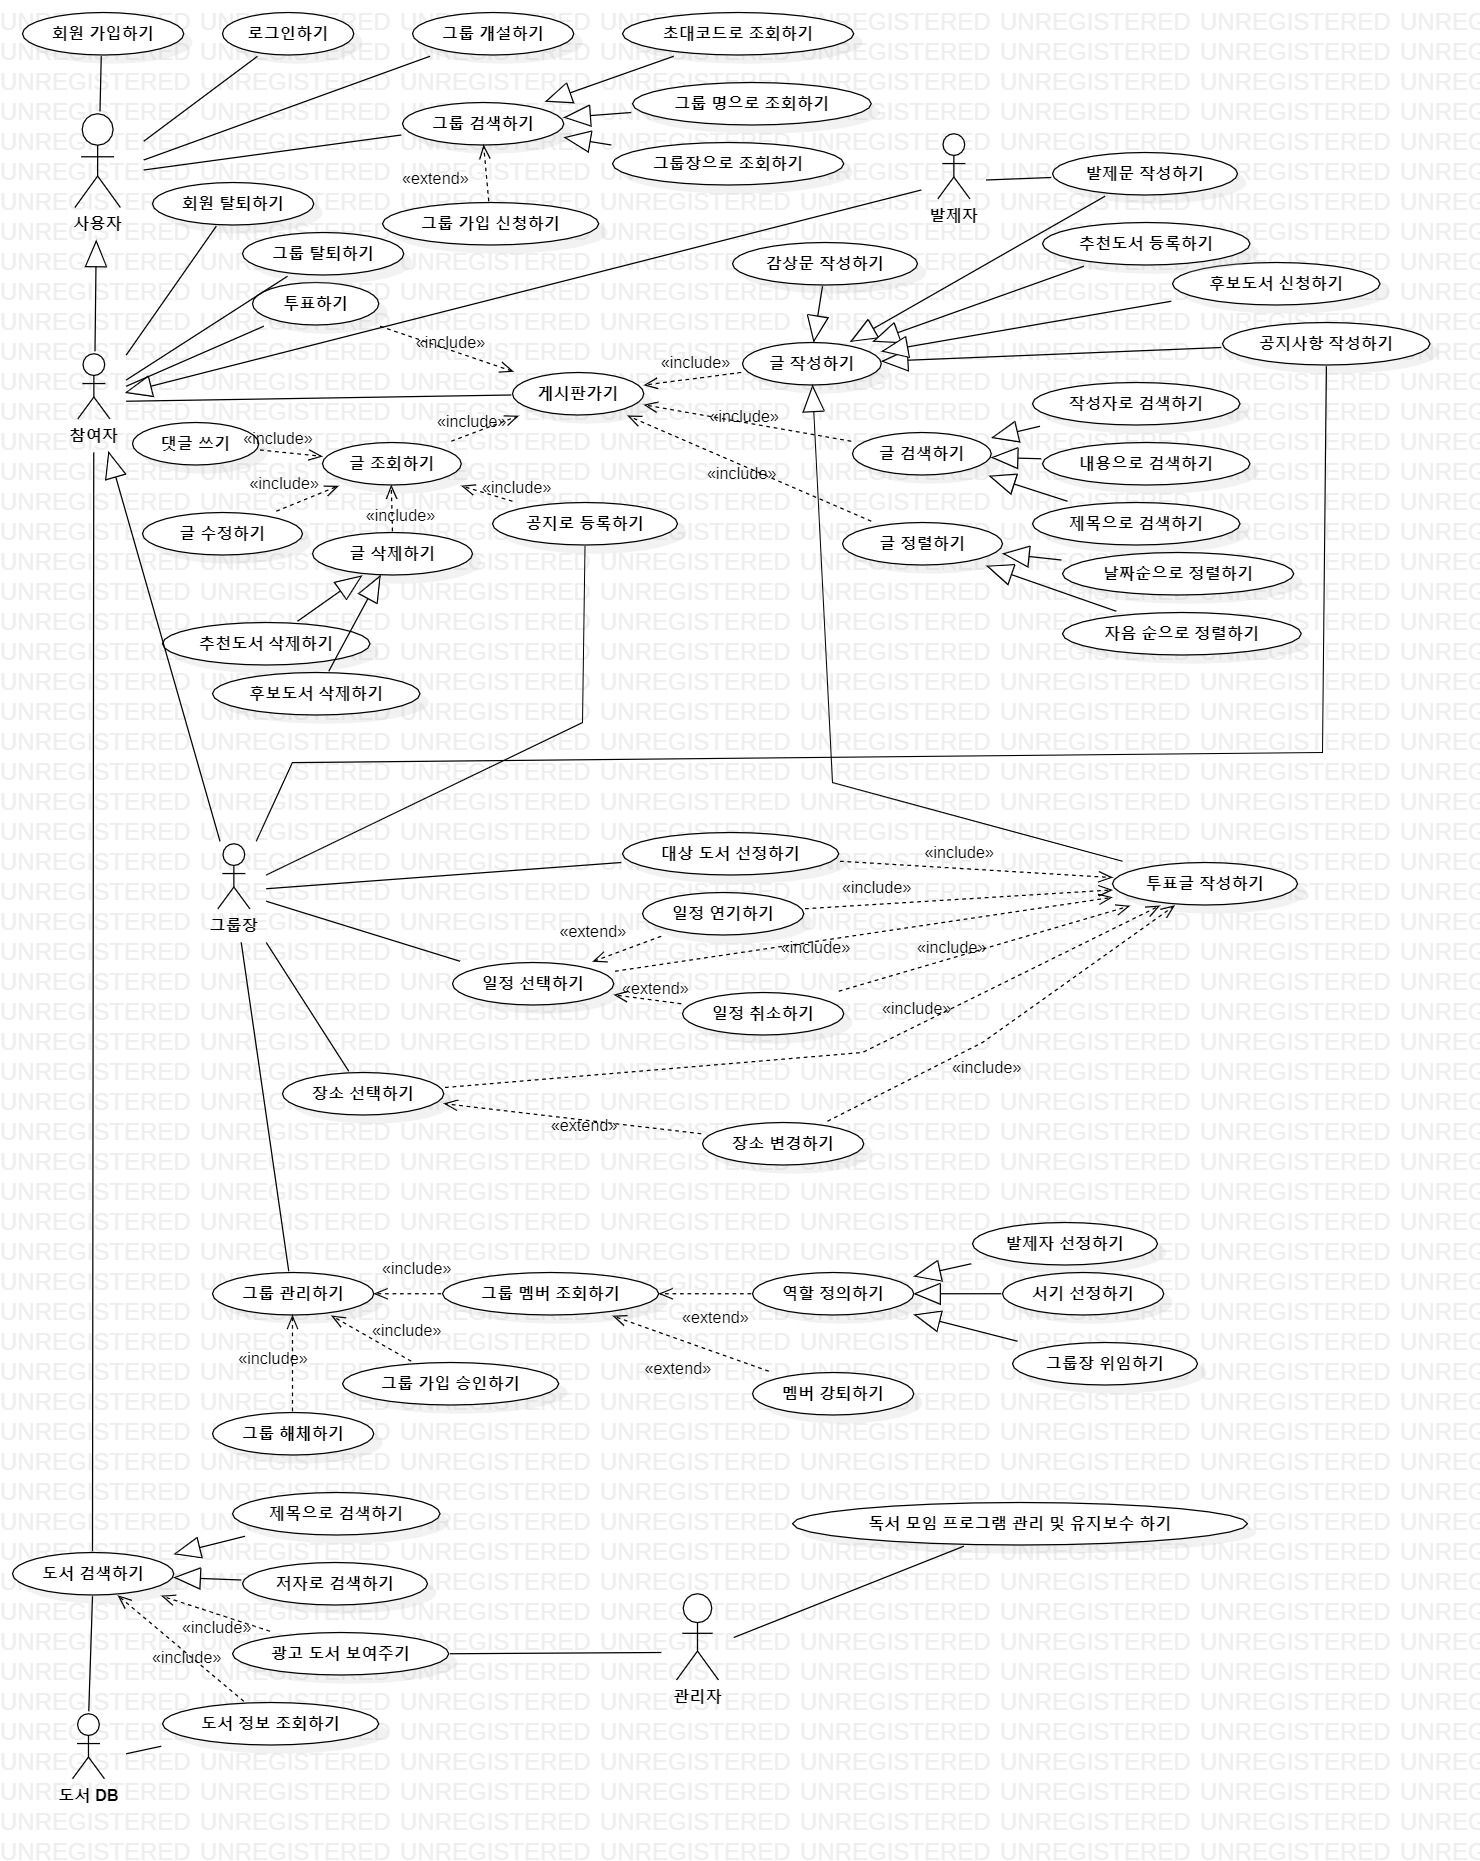 회원 가입하기
로그인하기
그룹 개설하기
초대코드로 조회하기
그룹 명으로 조회하기
그룹 검색하기
그룹장으로 조회하기
«extend»
발제문 작성하기
회원 탈퇴하기
사용자
그룹 가입 신청하기
발제자
그룹 탈퇴하기
감상문 작성하기
추천도서 등록하기
후보도서 신청하기
투표하기
«include»
공지사항 작성하기
«include»
글 작성하기
게시판가기
작성자로 검색하기
참여자
댓글 쓰기
«include»
«include»
«include»
글 검색하기
글 조회하기
내용으로 검색하기
«include»
«include»
«include»
글 수정하기
«include»
공지로 등록하기
제목으로 검색하기
글 삭제하기
글 정렬하기
날짜순으로 정렬하기
추천도서 삭제하기
자음 순으로 정렬하기
후보도서 삭제하기
대상 도서 선정하기
«include»
투표글 작성하기
«include»
그룹장
일정 연기하기
«extend»
«include»
«include»
일정 선택하기
«extend»
일정 취소하기
«include»
«include»
장소 선택하기
«extend»
장소 변경하기
발제자 선정하기
«include»
그룹 관리하기
그룹 멤버 조회하기
역할 정의하기
서기 선정하기
«extend»
«include»
«include»
«extend»
그룹장 위임하기
그룹 가입 승인하기
멤버 강퇴하기
그룹 해체하기
제목으로 검색하기
독서 모임 프로그램 관리 및 유지보수 하기
도서 검색하기
저자로 검색하기
«include»
«include»
광고 도서 보여주기
관리자
도서 정보 조회하기
도서 DB